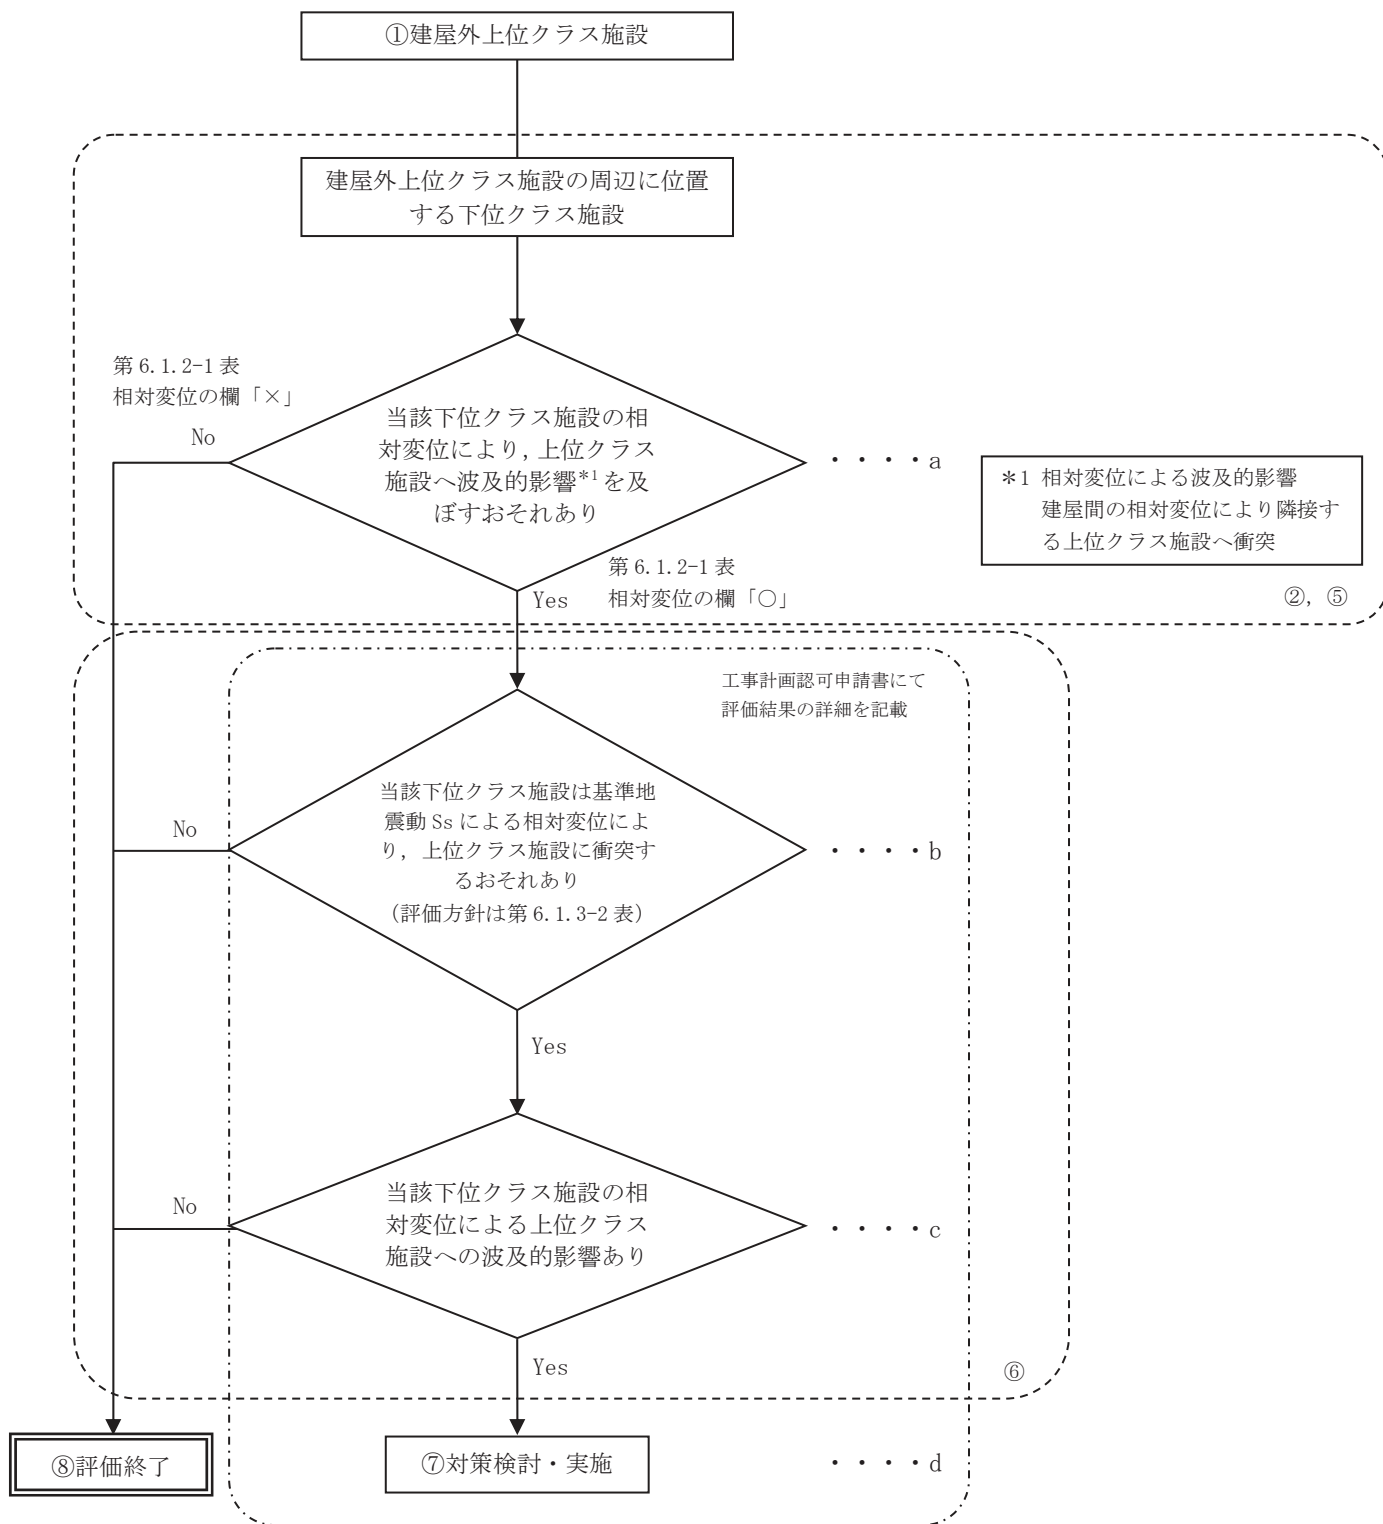 ①建屋外上位クラス施設
建屋外上位クラス施設の周辺に位置
する下位クラス施設
第 6.1.2-1 表
相対変位の欄「×」
No
当該下位クラス施設の相
対変位により,上位クラス
施設へ波及的影響*1を及
ぼすおそれあり
・・・・a
*1 相対変位による波及的影響
建屋間の相対変位により隣接す
る上位クラス施設へ衝突
第 6.1.2-1 表
相対変位の欄「○」
Yes
②, ⑤
工事計画認可申請書にて
評価結果の詳細を記載
当該下位クラス施設は基準地
震動 Ss による相対変位によ
り, 上位クラス施設に衝突す
るおそれあり
(評価方針は第 6.1.3-2 表)
No
・・・・b
Yes
当該下位クラス施設の相
対変位による上位クラス
施設への波及的影響あり
No
・・・・c
Yes
⑥
⑧評価終了
⑦対策検討・実施
・・・・d